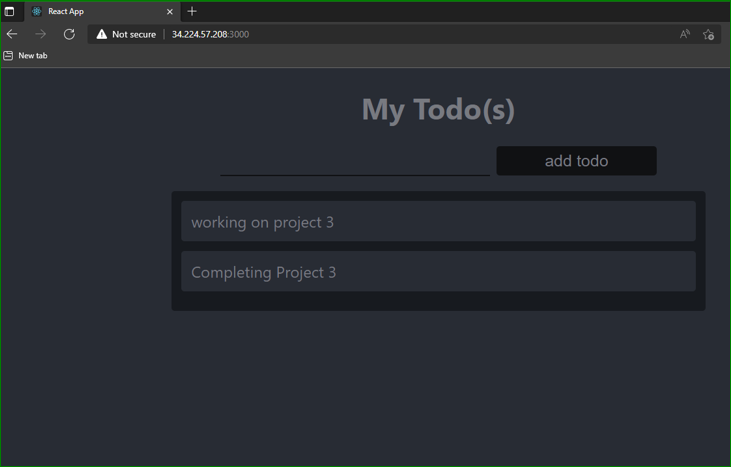 React App
Not secure 34.224.57.208:3000
New tab
My Todo(s)
add todo
working on project 3
Completing Project 3